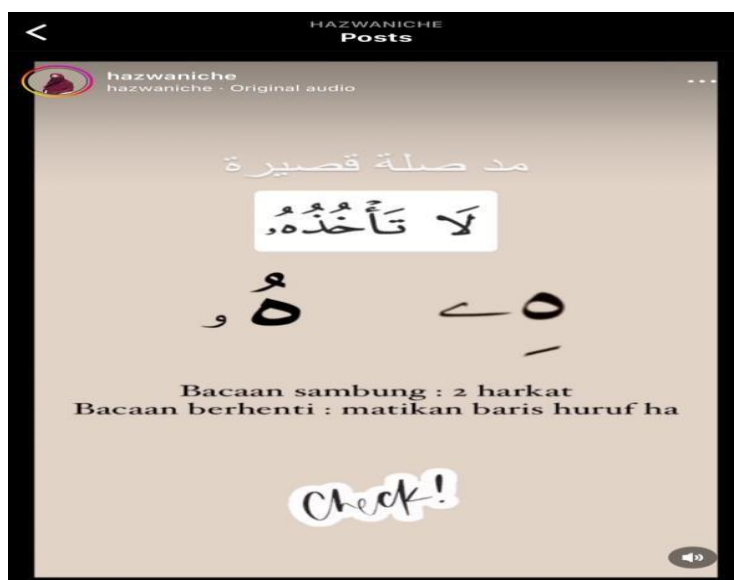 HAZWANICHE
Posts
hazwaniche
hazwaniche · Original audio
مد صلة قصيرة
لَا تَأْخُذُهُۥ
هِۦ هُۥ
Bacaan sambung : 2 harkat
Bacaan berhenti : matikan baris huruf ha
Check!